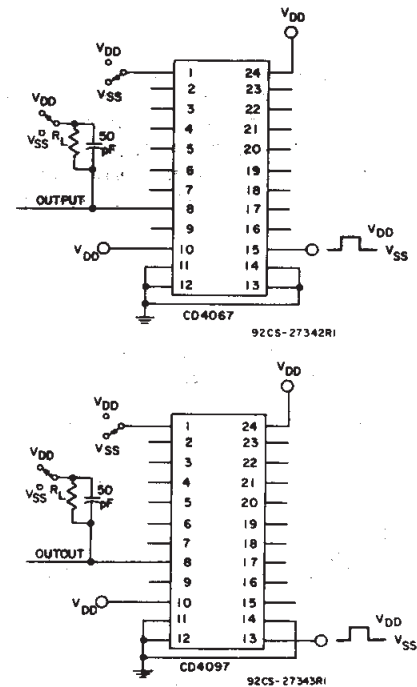 VDD
VDD
VSS
1 24
2 23
VDD
3 22
VSS RL 50 pF
4 21
5 20
6 19
7 18
OUTPUT 8 17
9 16
VDD 10 15 VDD VSS
11 14
12 13
CD4067
92CS-27342R1
VDD
VDD
VSS
1 24
2 23
VDD
3 22
VSS RL 50 pF
4 21
5 20
6 19
7 18
OUTCUT 8 17
9 16
VDD 10 15
11 14 VDD
12 13 VSS
CD4097
92CS-27343R1